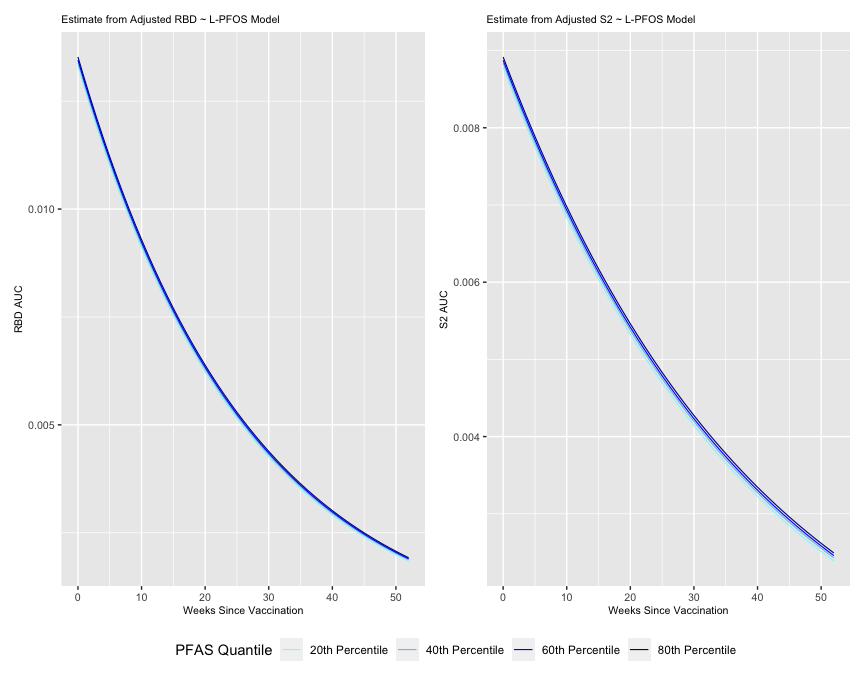 Estimate from Adjusted RBD ~ L-PFOS Model
Estimate from Adjusted S2 ~ L-PFOS Model
RBD AUC
0.010
0.005
0 10 20 30 40 50
Weeks Since Vaccination
S2 AUC
0.008
0.006
0.004
0 10 20 30 40 50
Weeks Since Vaccination
PFAS Quantile 20th Percentile 40th Percentile 60th Percentile 80th Percentile